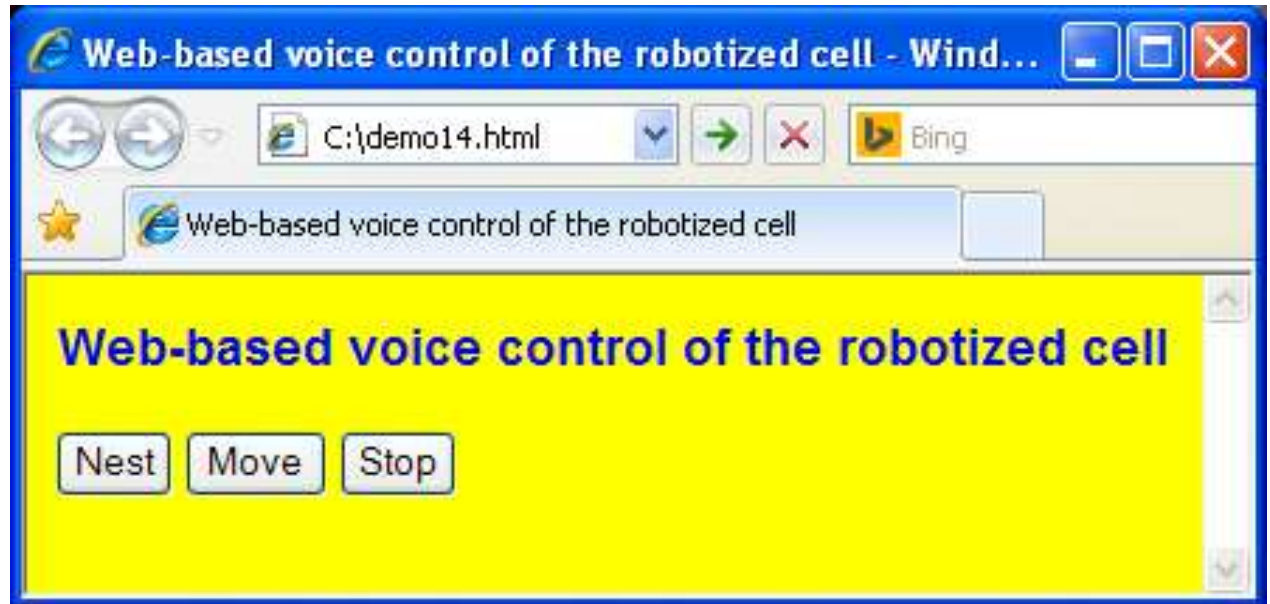 Web-based voice control of the robotized cell - Wind...
C:\demo14.html Bing
Web-based voice control of the robotized cell
Web-based voice control of the robotized cell
Nest Move Stop